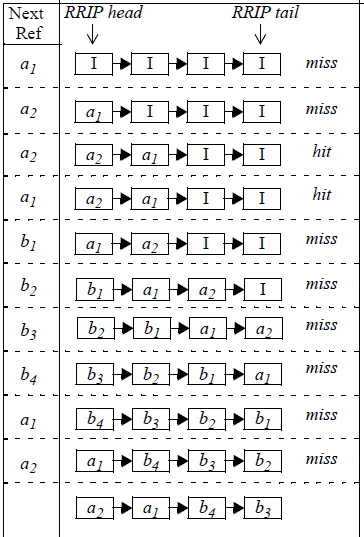 Next Ref RRIP head RRIP tail
a1 I I I I miss
a2 a1 I I I miss
a2 a2 a1 I I hit
a1 a2 a1 I I hit
b1 a1 a2 I I miss
b2 b1 a1 a2 I miss
b3 b2 b1 a1 a2 miss
b4 b3 b2 b1 a1 miss
a1 b4 b3 b2 b1 miss
a2 a1 b4 b3 b2 miss
a2 a1 b4 b3